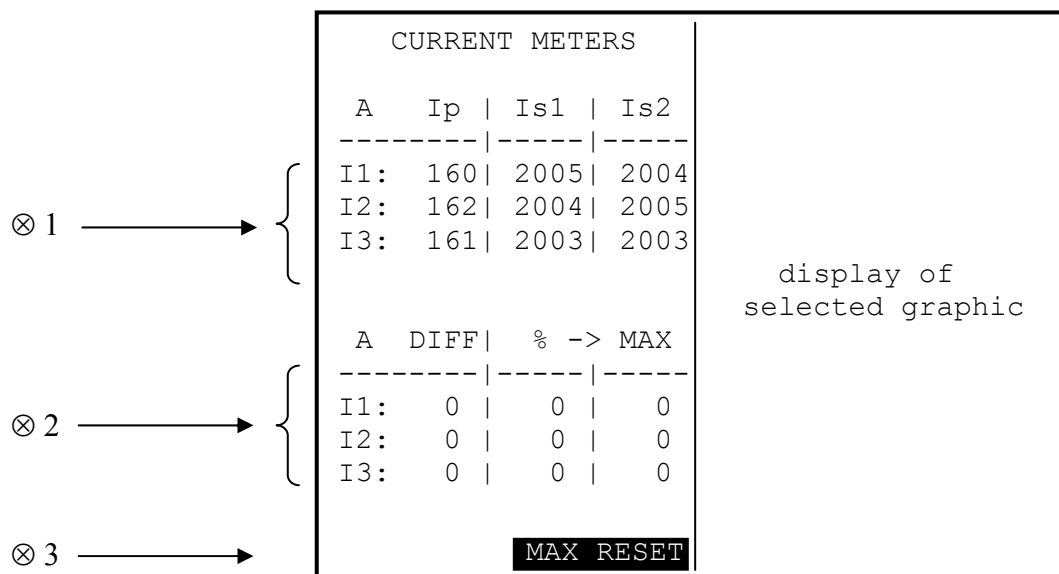 CURRENT METERS
A Ip | Is1 | Is2
--------|-----|-----
I1: 160| 2005| 2004
⊗ 1 I2: 162| 2004| 2005
I3: 161| 2003| 2003
display of
selected graphic
A DIFF| % -> MAX
--------|-----|-----
I1: 0 | 0 | 0
⊗ 2 I2: 0 | 0 | 0
I3: 0 | 0 | 0
⊗ 3 MAX RESET